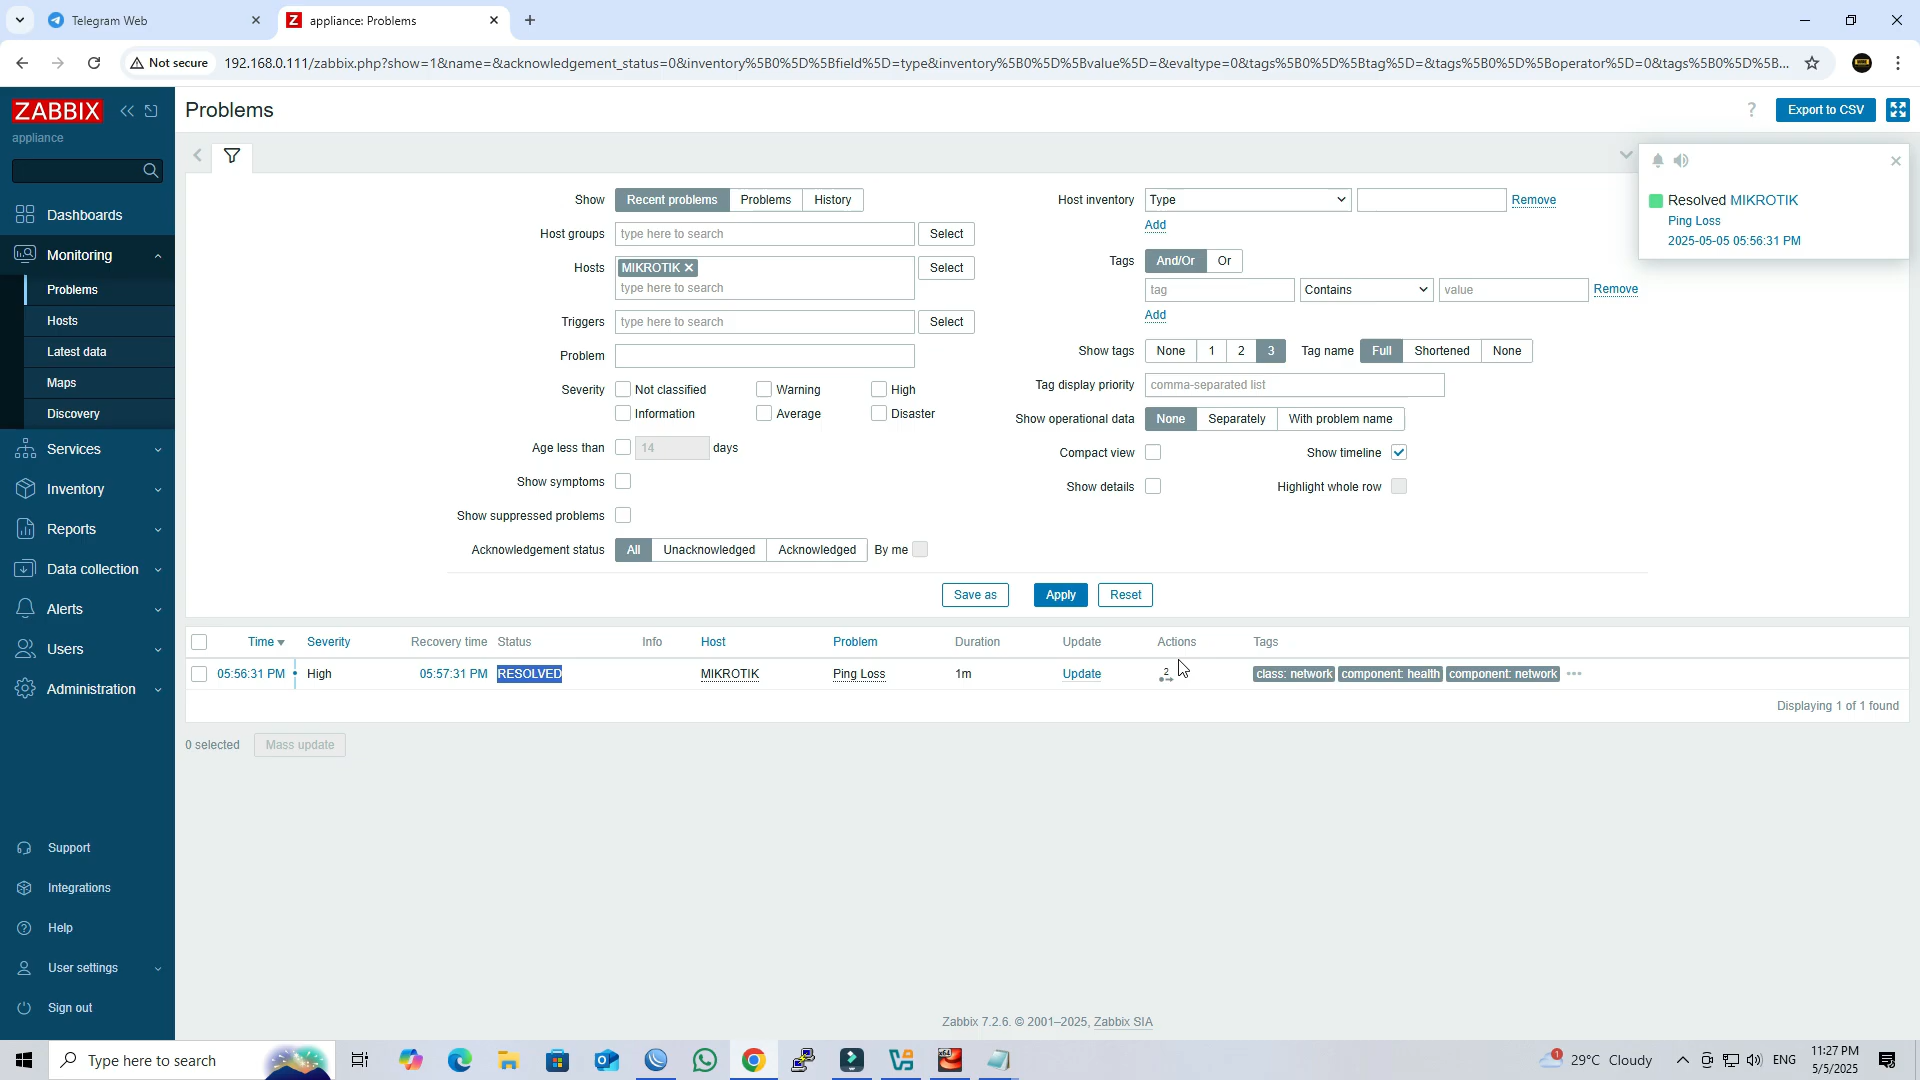 Telegram Web
appliance: Problems
Not secure
192.168.0.111/zabbix.php?show=1&name=&acknowledgement_status=0&inventory%5B0%5D%5Bfield%5D=type&inventory%5B0%5D%5Bvalue%5D=&evaltype=0&tags%5B0%5D%5Btag%5D=&tags%5B0%5D%5Boperator%5D=0&tags%5B0%5D%5B...
ZABBIX
appliance
Dashboards
Monitoring
Problems
Hosts
Latest data
Maps
Discovery
Services
Inventory
Reports
Data collection
Alerts
Users
Administration
Support
Integrations
Help
User settings
Sign out
Problems
? Export to CSV
Show Recent problems Problems History
Host groups type here to search Select
Hosts MIKROTIK type here to search Select
Triggers type here to search Select
Problem
Severity Not classified Warning High
Information Average Disaster
Age less than 14 days
Show symptoms
Show suppressed problems
Acknowledgement status All Unacknowledged Acknowledged By me
Host inventory Type Remove
Add
Tags And/Or Or
tag Contains value Remove
Add
Show tags None 1 2 3 Tag name Full Shortened None
Tag display priority comma-separated list
Show operational data None Separately With problem name
Compact view Show timeline
Show details Highlight whole row
Save as Apply Reset
Resolved MIKROTIK
Ping Loss
2025-05-05 05:56:31 PM
Time Severity Recovery time Status Info Host Problem Duration Update Actions Tags
05:56:31 PM High 05:57:31 PM RESOLVED MIKROTIK Ping Loss 1m Update 2 class: network component: health component: network
Displaying 1 of 1 found
0 selected Mass update
Zabbix 7.2.6. © 2001–2025, Zabbix SIA
Type here to search
x64
1
29°C Cloudy
ENG
11:27 PM
5/5/2025